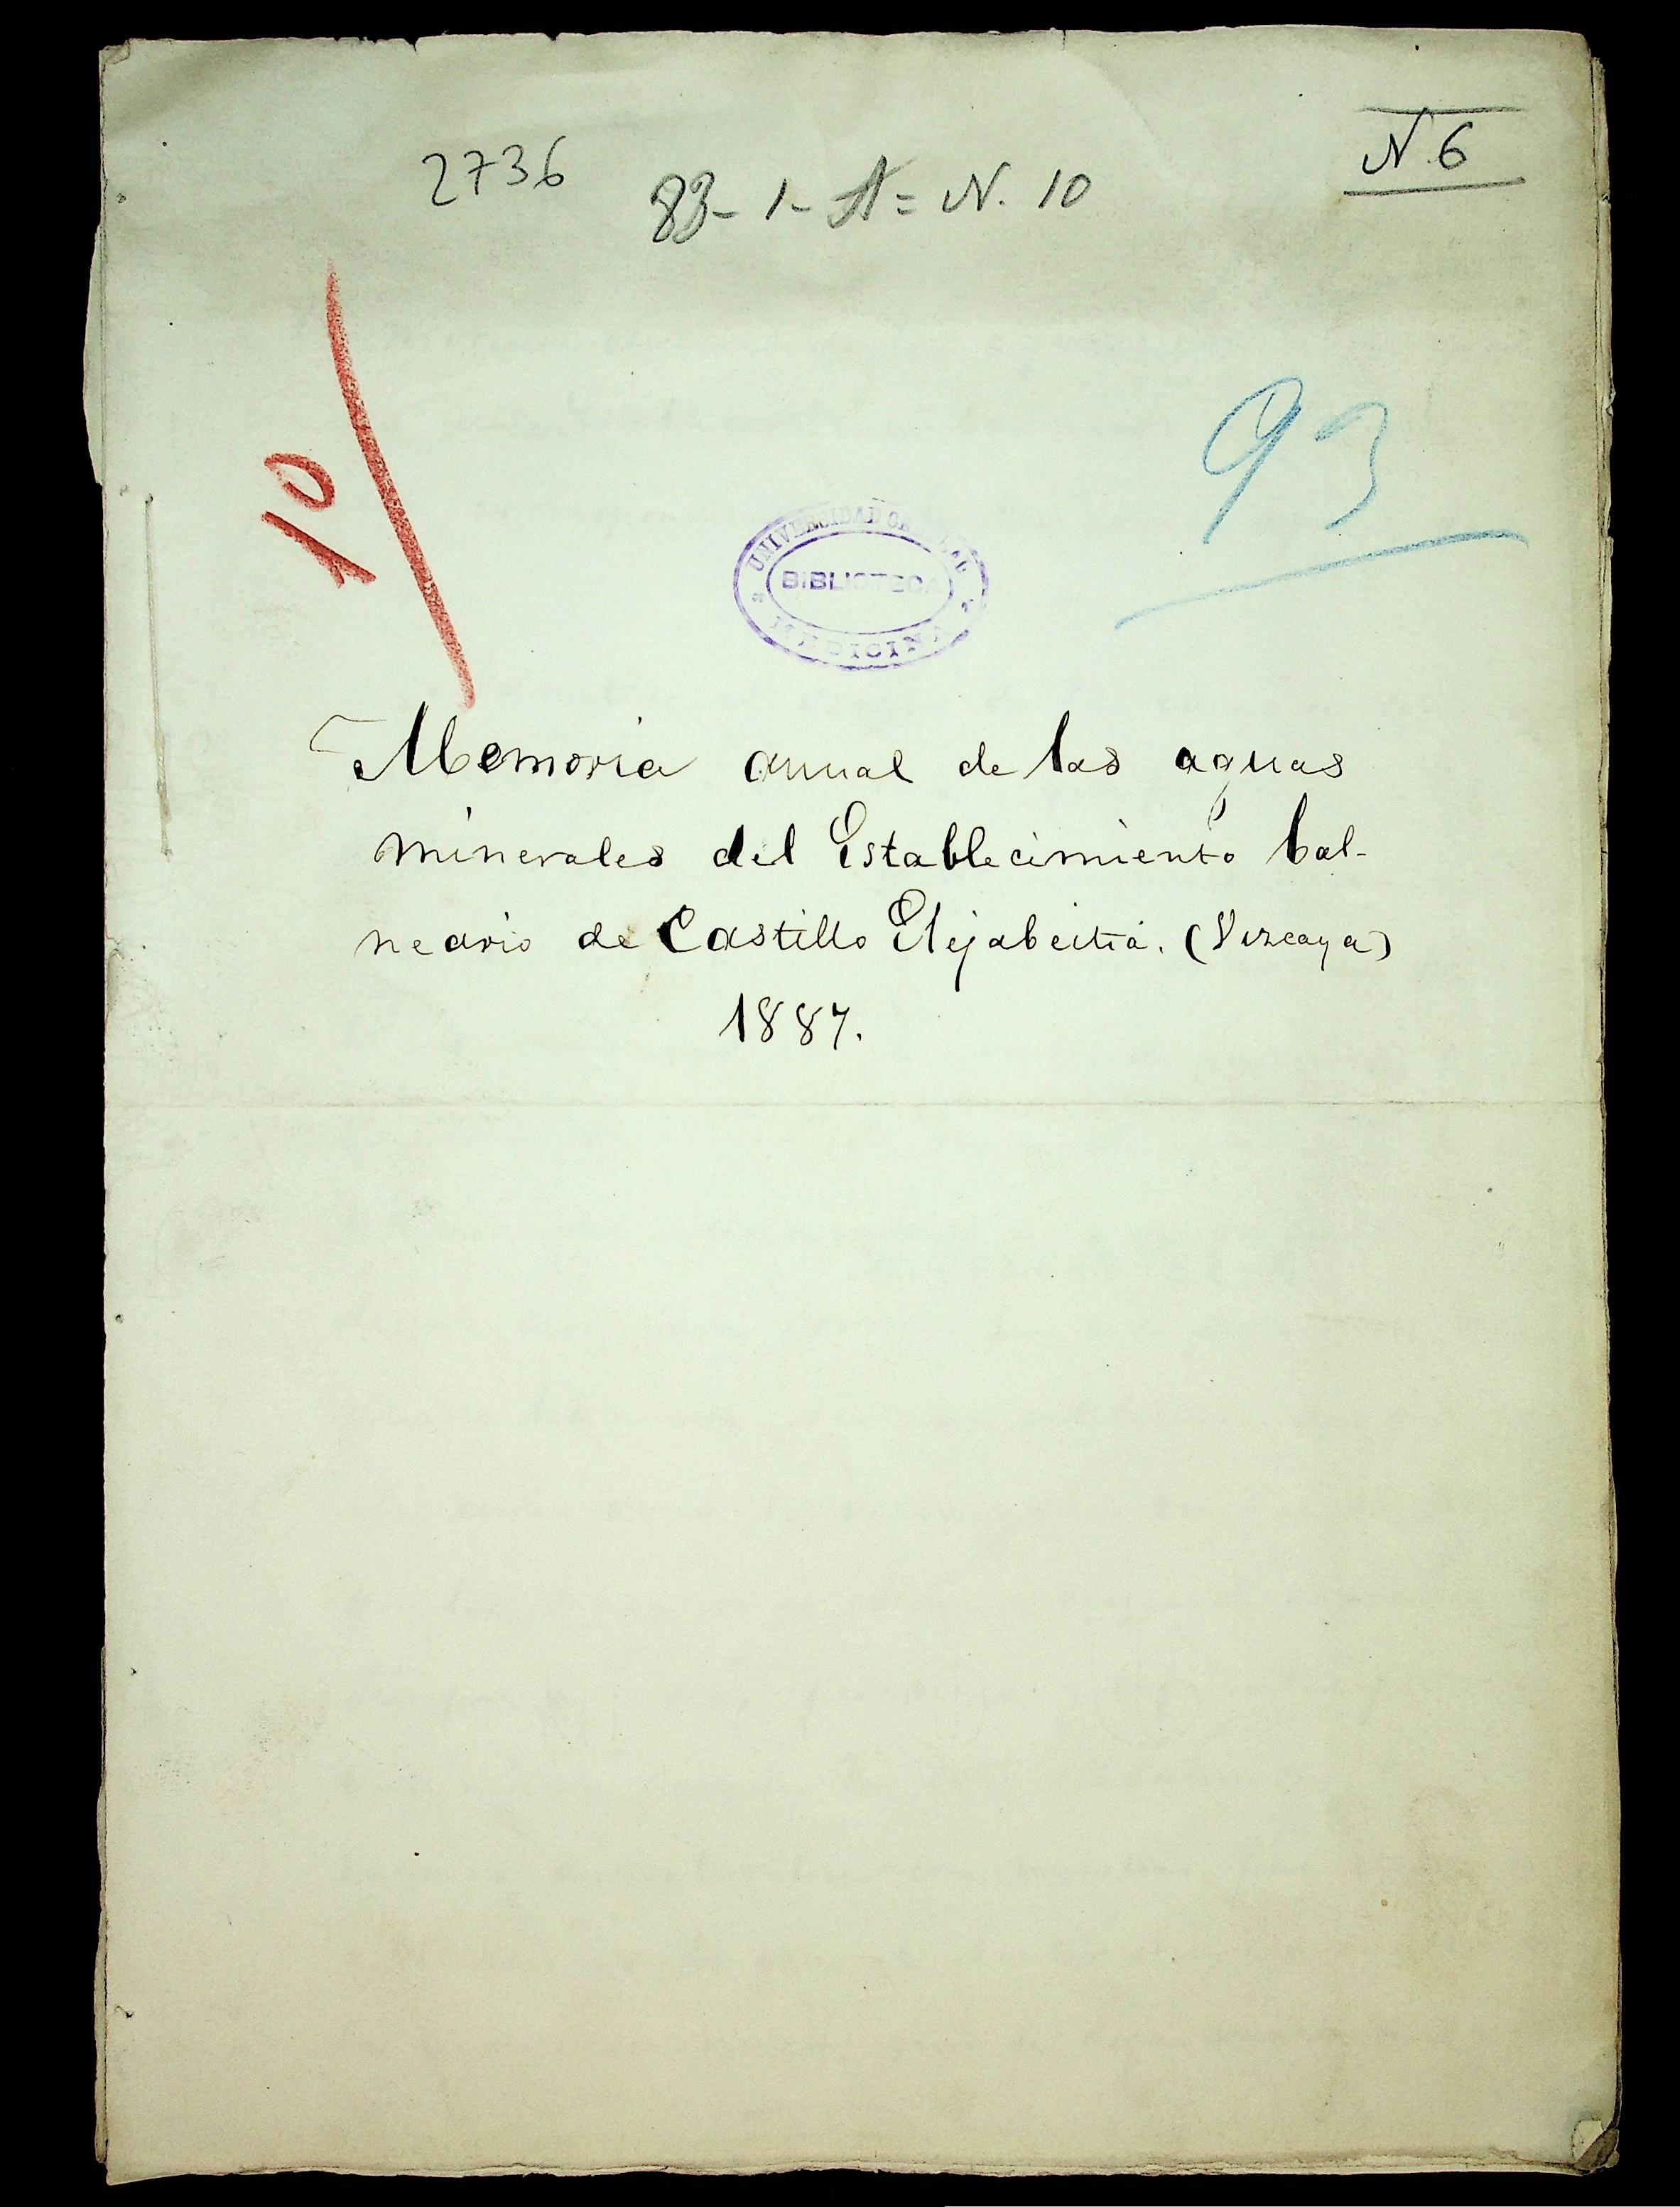 N. 6
2736
83-1-A = N. 10
10
93
UNIVERSIDAD CENTRAL
BIBLIOTECA
MEDICINA
Memoria anual de las aguas
minerales del Establecimiento bal-
neario de Castillo Elejabeitia. (Vizcaya)
1887.